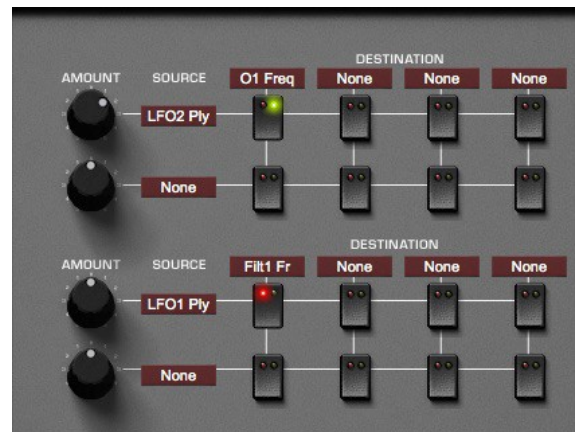 DESTINATION
AMOUNT SOURCE O1 Freq None None None
LFO2 Ply
None
DESTINATION
AMOUNT SOURCE Filt1 Fr None None None
LFO1 Ply
None